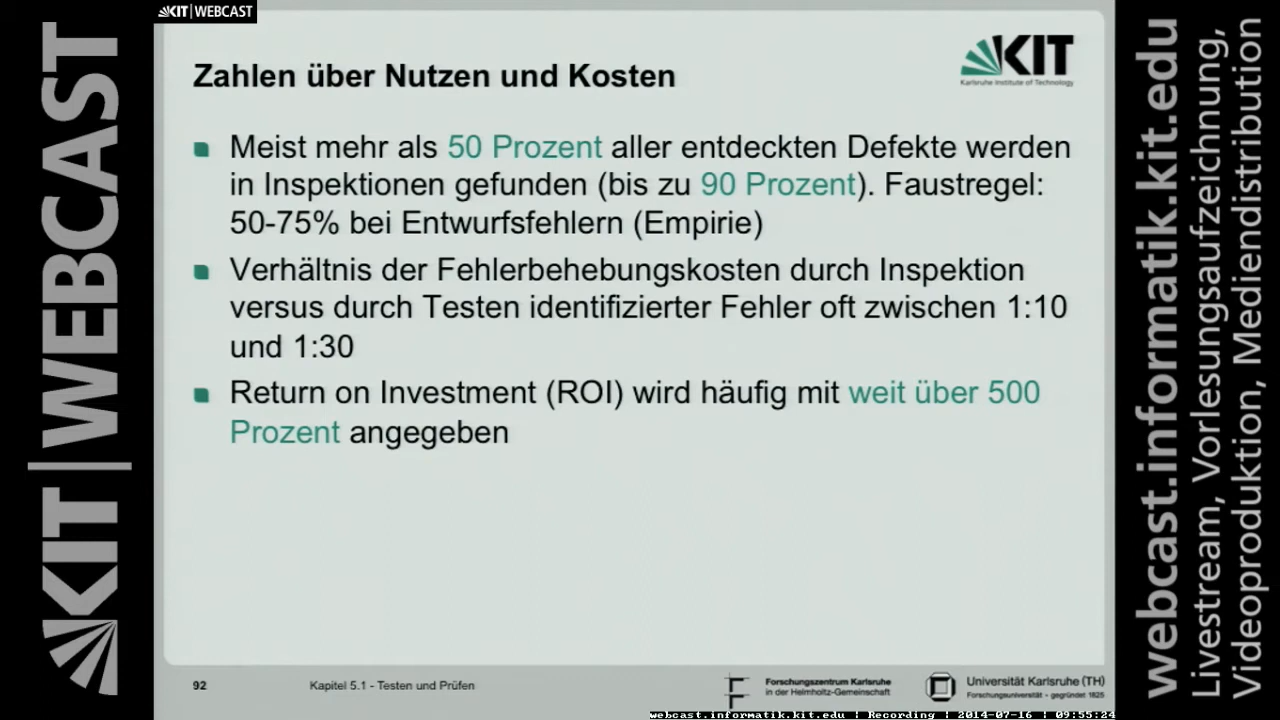 KIT | WEBCAST
KIT
Karlsruhe Institute of Technology
Zahlen über Nutzen und Kosten
Meist mehr als 50 Prozent aller entdeckten Defekte werden
in Inspektionen gefunden (bis zu 90 Prozent). Faustregel:
50-75% bei Entwurfsfehlern (Empirie)
Verhältnis der Fehlerbehebungskosten durch Inspektion
versus durch Testen identifizierter Fehler oft zwischen 1:10
und 1:30
Return on Investment (ROI) wird häufig mit weit über 500
Prozent angegeben
92
Kapitel 5.1 - Testen und Prüfen
Forschungszentrum Karlsruhe
in der Helmholtz-Gemeinschaft
Universität Karlsruhe (TH)
Forschungsuniversität - gegründet 1825
webcast.informatik.kit.edu | Recording | 2014-07-16 | 09:55:24
KIT | WEBCAST
webcast.informatik.kit.edu
Livestream, Vorlesungsaufzeichnung,
Videoproduktion, Mediendistribution